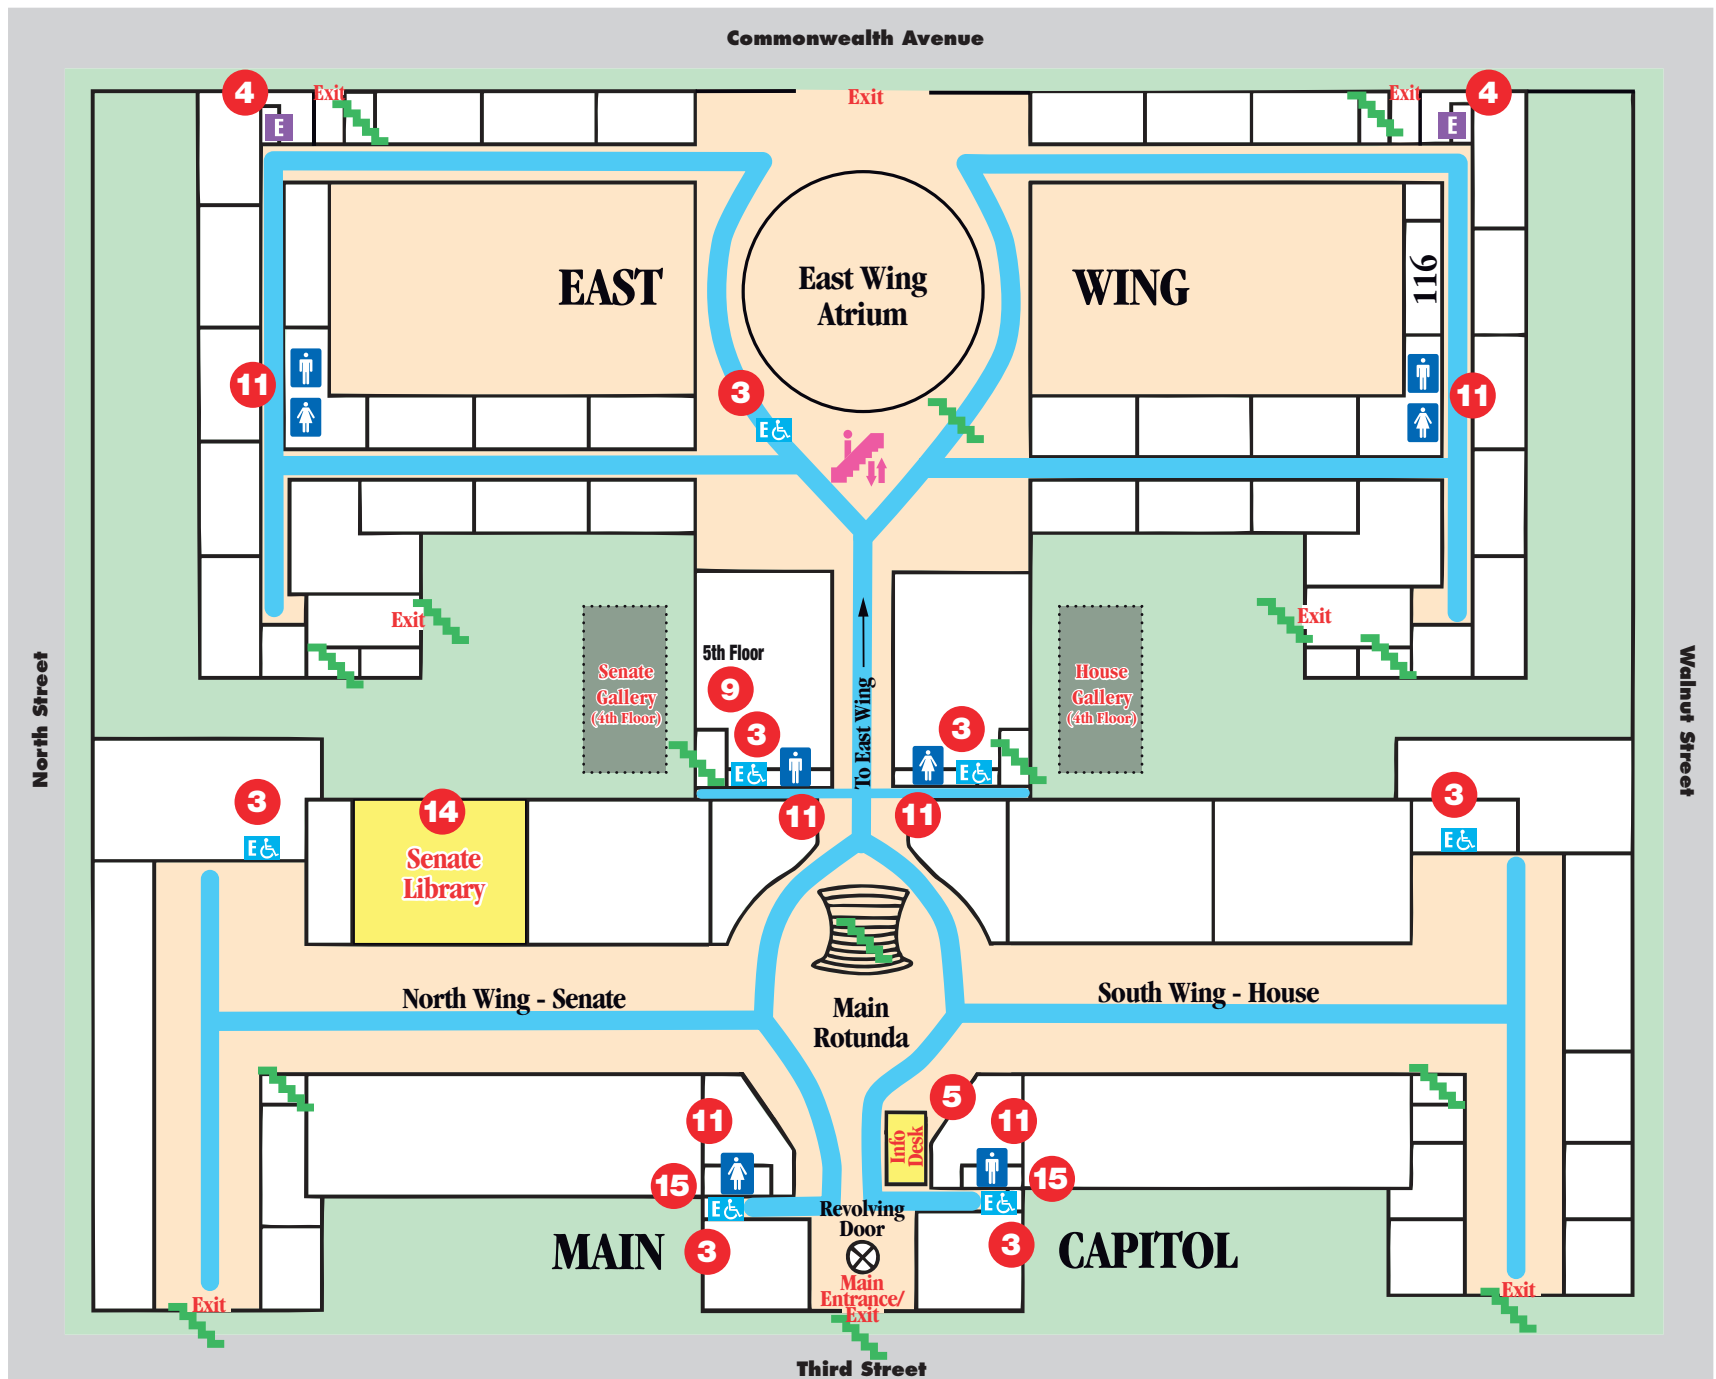 Commonwealth Avenue
4
Exit
Exit
Exit
4
E
E
EAST
East Wing
Atrium
WING
116
11
3
11
E
5th Floor
Exit
Exit
Senate
Gallery
(4th Floor)
9
3
E
To East Wing
3
E
House
Gallery
(4th Floor)
North Street
Walnut Street
3
E
14
Senate
Library
11
11
3
E
North Wing - Senate
Main
Rotunda
South Wing - House
11
15
E
3
Info
Desk
5
11
15
E
3
Revolving
Door
MAIN
CAPITOL
Main
Entrance/
Exit
Exit
Exit
Third Street